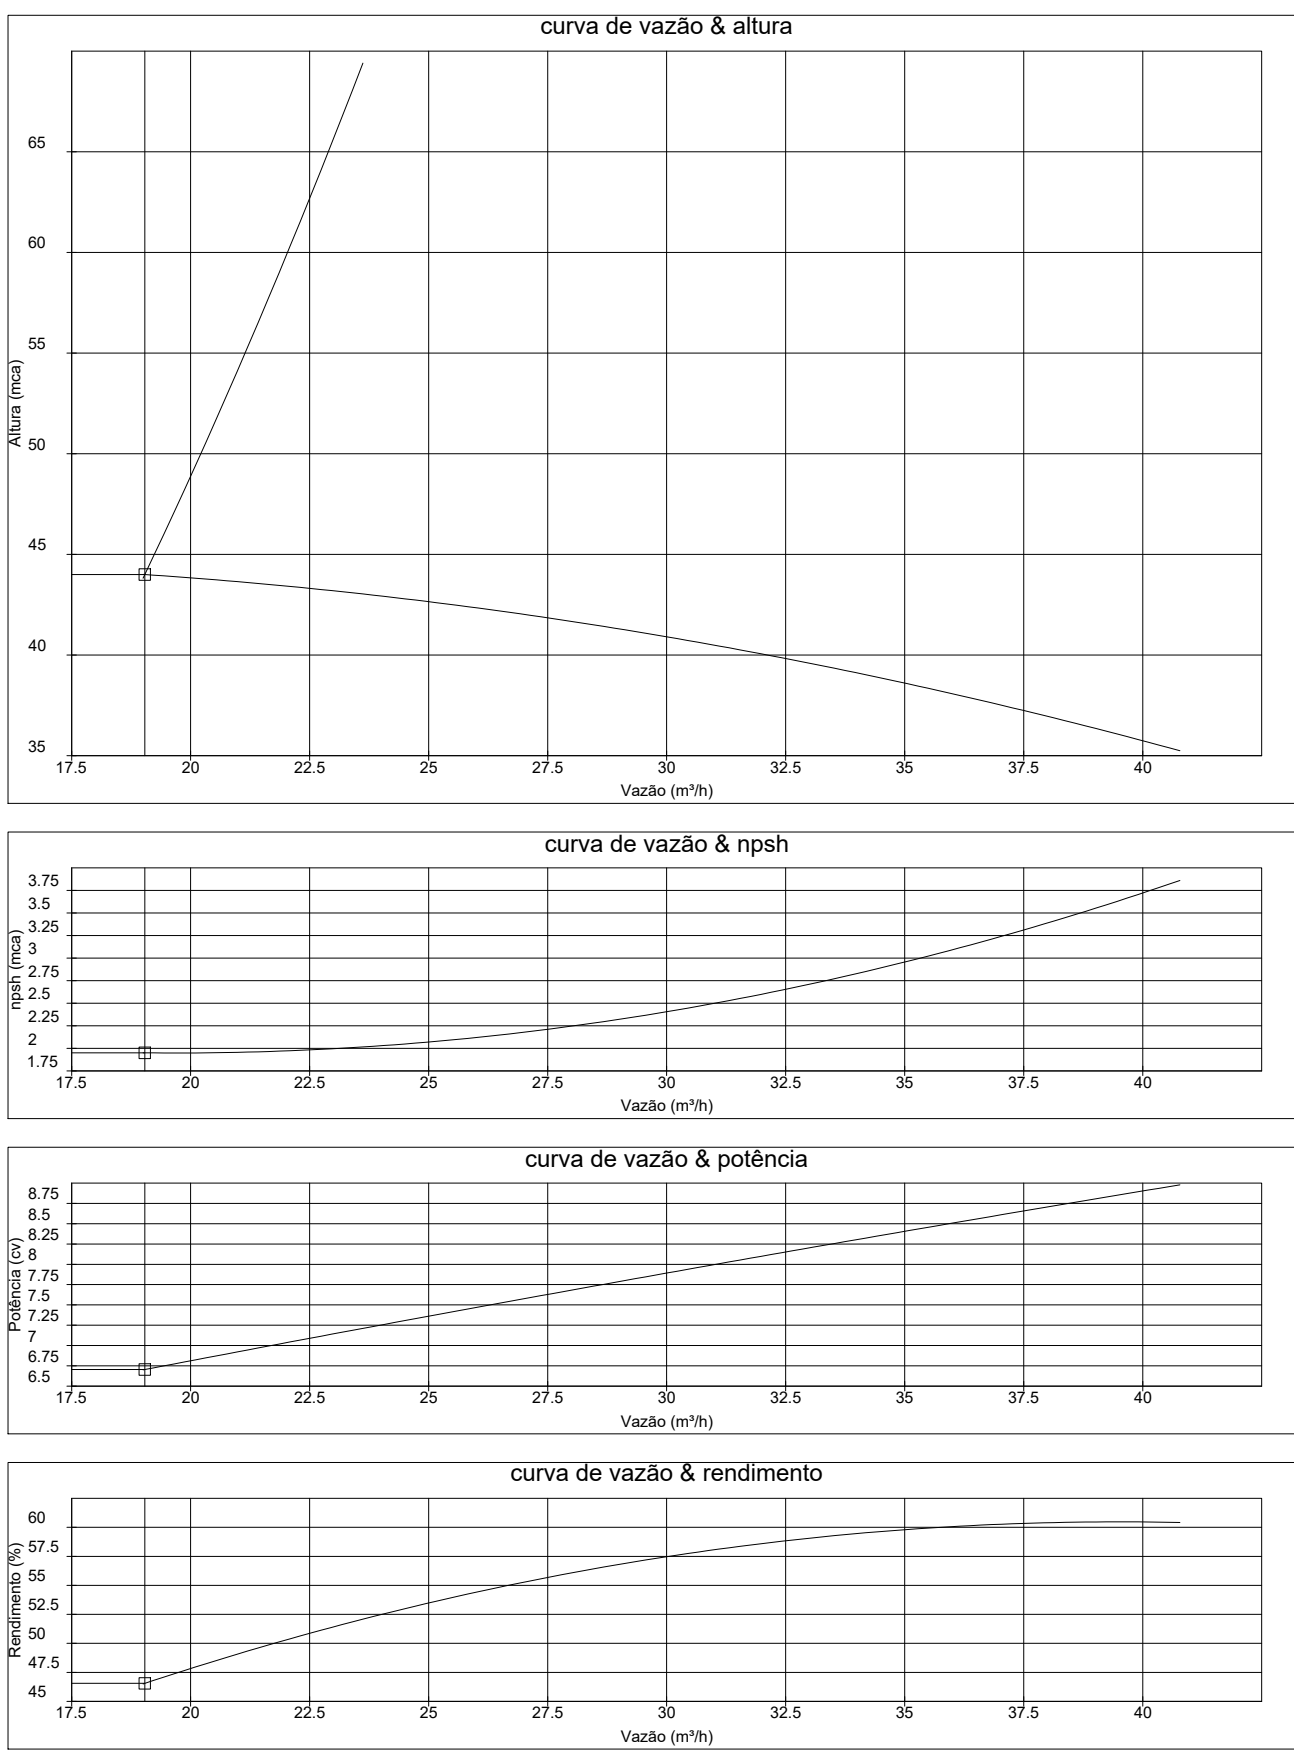 curva de vazão & altura
65
60
55
50
45
40
35
Altura (mca)
17.5 20 22.5 25 27.5 30 32.5 35 37.5 40
Vazão (m³/h)
curva de vazão & npsh
3.75
3.5
3.25
3
2.75
2.5
2.25
2
1.75
npsh (mca)
17.5 20 22.5 25 27.5 30 32.5 35 37.5 40
Vazão (m³/h)
curva de vazão & potência
8.75
8.5
8.25
8
7.75
7.5
7.25
7
6.75
6.5
Potência (cv)
17.5 20 22.5 25 27.5 30 32.5 35 37.5 40
Vazão (m³/h)
curva de vazão & rendimento
60
57.5
55
52.5
50
47.5
45
Rendimento (%)
17.5 20 22.5 25 27.5 30 32.5 35 37.5 40
Vazão (m³/h)